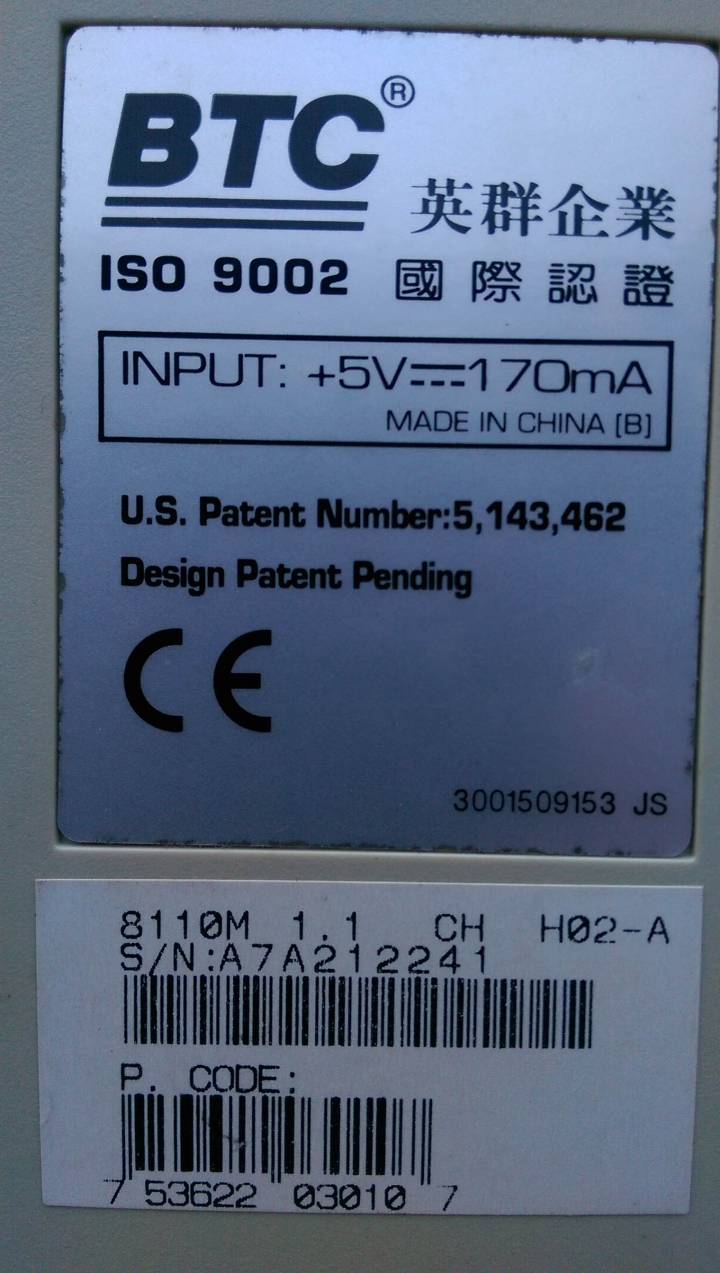 BTC®
英群企業
ISO 9002 國際認證
INPUT: +5V⎓170mA
MADE IN CHINA [B]
U.S. Patent Number:5,143,462
Design Patent Pending
CE
3001509153 JS
8110M 1.1 CH H02-A
S/N:A7A212241
P. CODE:
7 53622 03010 7